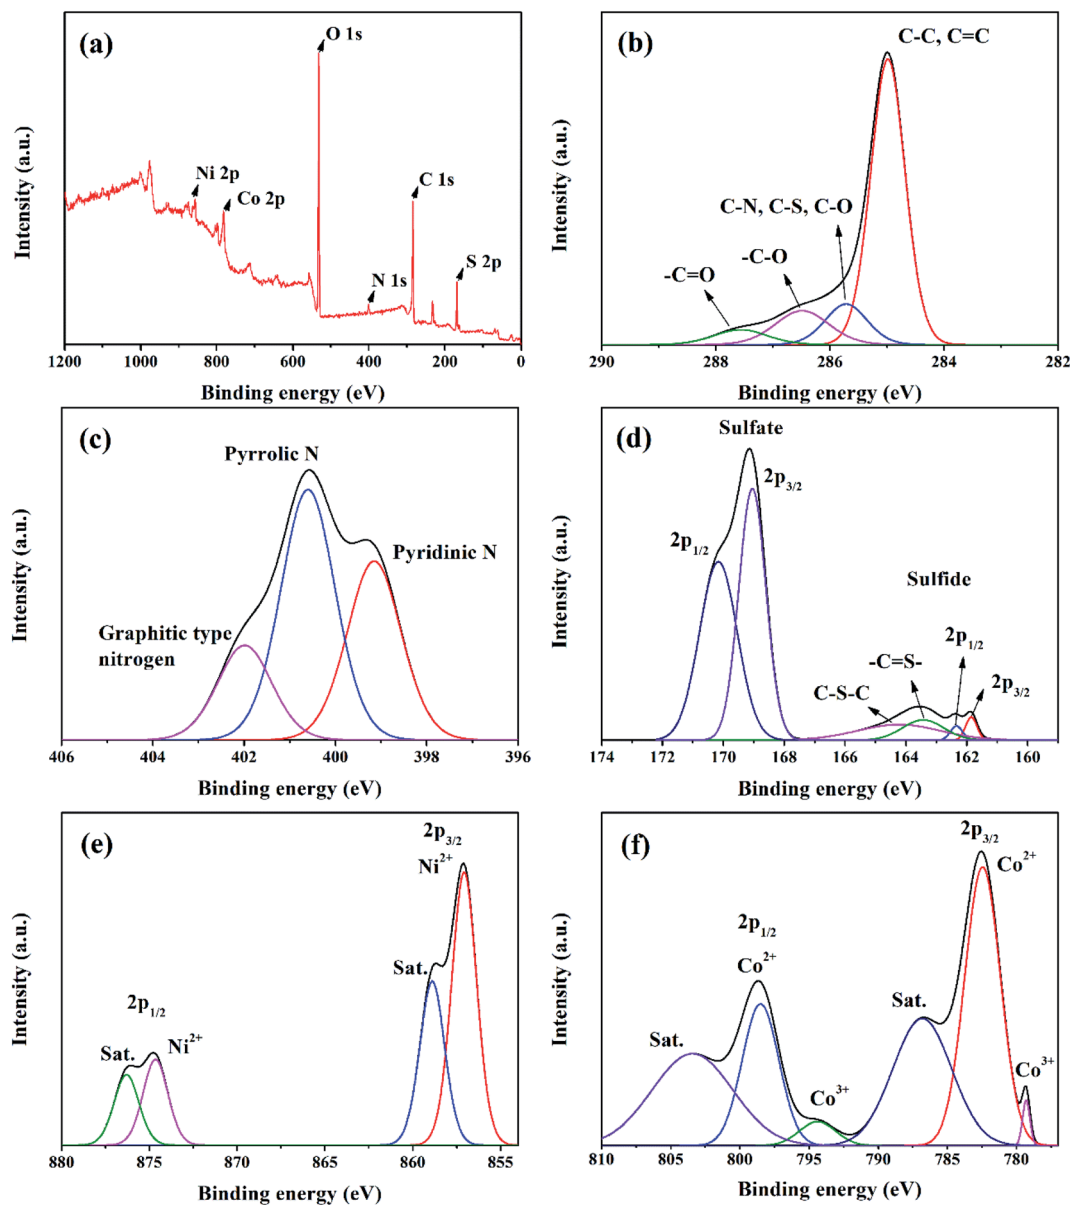 (a)
O 1s
Ni 2p
Co 2p
C 1s
N 1s
S 2p
Intensity (a.u.)
1200 1000 800 600 400 200 0
Binding energy (eV)
(b)
C-C, C=C
C-N, C-S, C-O
-C-O
-C=O
Intensity (a.u.)
290 288 286 284 282
Binding energy (eV)
(c)
Pyrrolic N
Pyridinic N
Graphitic type
nitrogen
Intensity (a.u.)
406 404 402 400 398 396
Binding energy (eV)
(d)
Sulfate
2p3/2
2p1/2
Sulfide
2p1/2
-C=S-
C-S-C
2p3/2
Intensity (a.u.)
174 172 170 168 166 164 162 160
Binding energy (eV)
(e)
2p3/2
Ni2+
Sat.
2p1/2
Sat. Ni2+
Intensity (a.u.)
880 875 870 865 860 855
Binding energy (eV)
(f)
2p3/2
Co2+
2p1/2
Co2+
Sat.
Sat.
Co3+
Co3+
Intensity (a.u.)
810 805 800 795 790 785 780
Binding energy (eV)